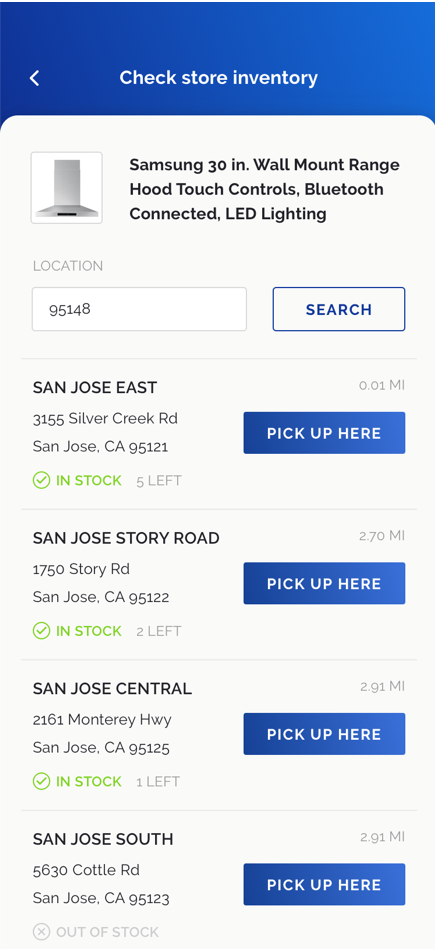 Check store inventory
Samsung 30 in. Wall Mount Range
Hood Touch Controls, Bluetooth
Connected, LED Lighting
LOCATION
95148
SEARCH
SAN JOSE EAST
0.01 MI
3155 Silver Creek Rd
San Jose, CA 95121
PICK UP HERE
IN STOCK 5 LEFT
SAN JOSE STORY ROAD
2.70 MI
1750 Story Rd
San Jose, CA 95122
PICK UP HERE
IN STOCK 2 LEFT
SAN JOSE CENTRAL
2.91 MI
2161 Monterey Hwy
San Jose, CA 95125
PICK UP HERE
IN STOCK 1 LEFT
SAN JOSE SOUTH
2.91 MI
5630 Cottle Rd
San Jose, CA 95123
PICK UP HERE
OUT OF STOCK